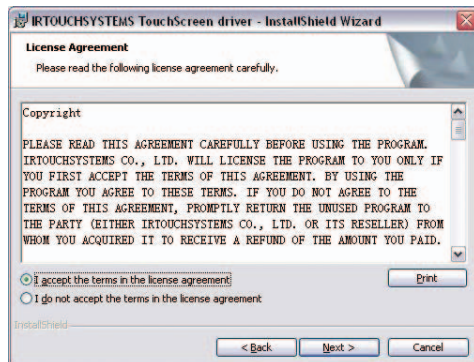 IRTOUCHSYSTEMS TouchScreen driver - InstallShield Wizard
License Agreement
Please read the following license agreement carefully.
Copyright
PLEASE READ THIS AGREEMENT CAREFULLY BEFORE USING THE PROGRAM.
IRTOUCHSYSTEMS CO., LTD. WILL LICENSE THE PROGRAM TO YOU ONLY IF
YOU FIRST ACCEPT THE TERMS OF THIS AGREEMENT. BY USING THE
PROGRAM YOU AGREE TO THESE TERMS. IF YOU DO NOT AGREE TO THE
TERMS OF THIS AGREEMENT, PROMPTLY RETURN THE UNUSED PROGRAM TO
THE PARTY (EITHER IRTOUCHSYSTEMS CO., LTD. OR ITS RESELLER) FROM
WHOM YOU ACQUIRED IT TO RECEIVE A REFUND OF THE AMOUNT YOU PAID.
I accept the terms in the license agreement
Print
I do not accept the terms in the license agreement
InstallShield
< Back Next > Cancel